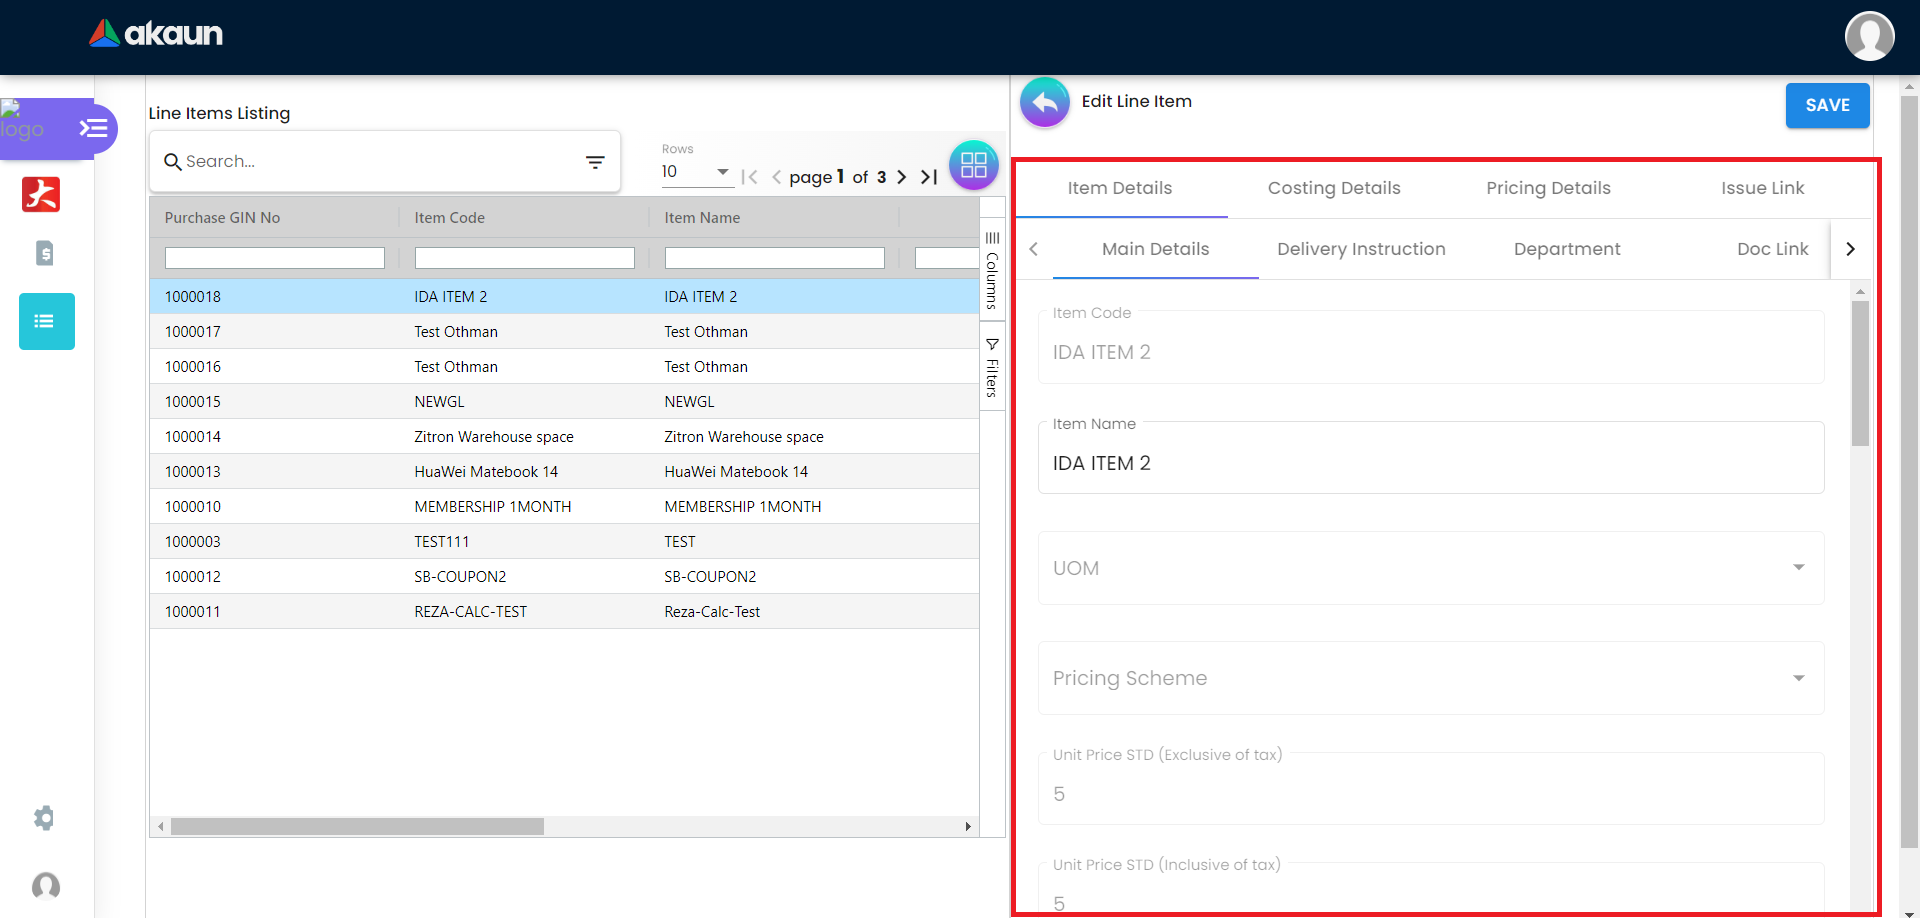 akaun
logo
Line Items Listing
Search...
Rows
10
page 1 of 3
Purchase GIN No
Item Code
Item Name
1000018
IDA ITEM 2
IDA ITEM 2
1000017
Test Othman
Test Othman
1000016
Test Othman
Test Othman
1000015
NEWGL
NEWGL
1000014
Zitron Warehouse space
Zitron Warehouse space
1000013
HuaWei Matebook 14
HuaWei Matebook 14
1000010
MEMBERSHIP 1MONTH
MEMBERSHIP 1MONTH
1000003
TEST111
TEST
1000012
SB-COUPON2
SB-COUPON2
1000011
REZA-CALC-TEST
Reza-Calc-Test
Columns
Filters
Edit Line Item
SAVE
Item Details
Costing Details
Pricing Details
Issue Link
Main Details
Delivery Instruction
Department
Doc Link
Item Code
IDA ITEM 2
Item Name
IDA ITEM 2
UOM
Pricing Scheme
Unit Price STD (Exclusive of tax)
5
Unit Price STD (Inclusive of tax)
5